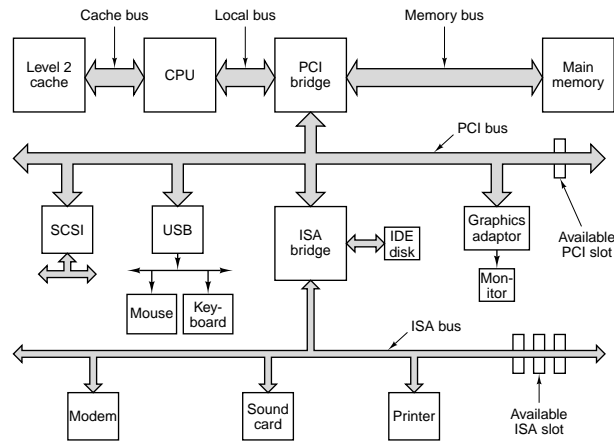 Cache bus
Local bus
Memory bus
Level 2
cache
CPU
PCI
bridge
Main
memory
PCI bus
SCSI
USB
ISA
bridge
IDE
disk
Graphics
adaptor
Available
PCI slot
Mouse
Key-
board
Mon-
itor
ISA bus
Modem
Sound
card
Printer
Available
ISA slot